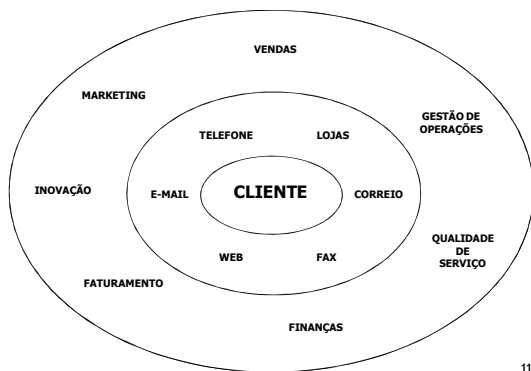 VENDAS
MARKETING
GESTÃO DE
OPERAÇÕES
TELEFONE
LOJAS
INOVAÇÃO
E-MAIL
CLIENTE
CORREIO
QUALIDADE
DE
SERVIÇO
WEB
FAX
FATURAMENTO
FINANÇAS
11